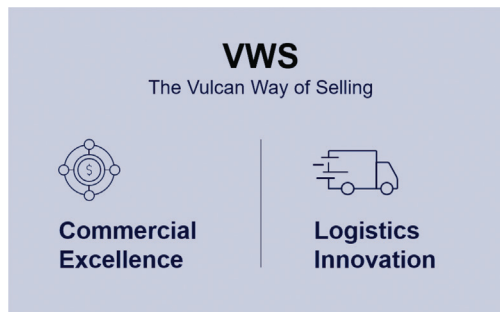 VWS
The Vulcan Way of Selling
$
Commercial
Excellence
Logistics
Innovation